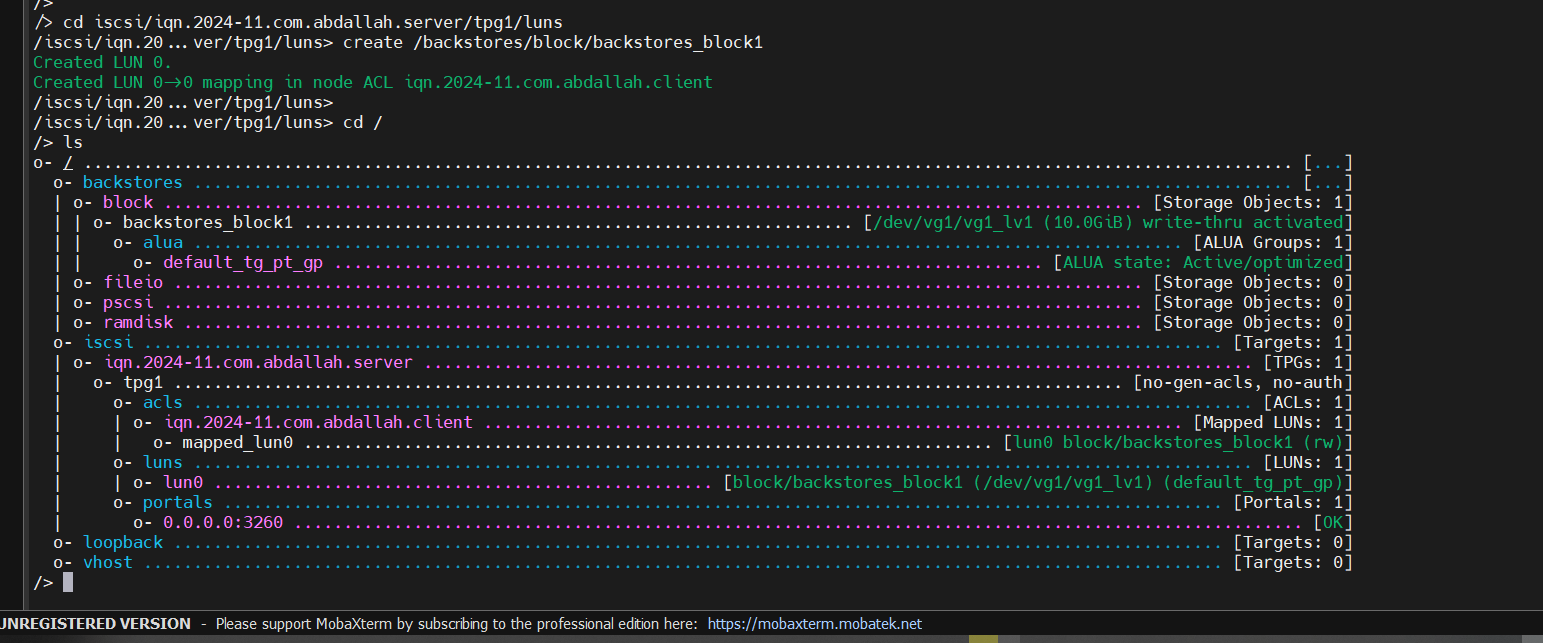 />
/> cd iscsi/iqn.2024-11.com.abdallah.server/tpg1/luns
/iscsi/iqn.20...ver/tpg1/luns> create /backstores/block/backstores_block1
Created LUN 0.
Created LUN 0->0 mapping in node ACL iqn.2024-11.com.abdallah.client
/iscsi/iqn.20...ver/tpg1/luns>
/iscsi/iqn.20...ver/tpg1/luns> cd /
/> ls
o- / ......................................................................................................................... [...]
  o- backstores .............................................................................................................. [...]
  | o- block .................................................................................................. [Storage Objects: 1]
  | | o- backstores_block1 ....................................................... [/dev/vg1/vg1_lv1 (10.0GiB) write-thru activated]
  | |   o- alua ................................................................................................... [ALUA Groups: 1]
  | |     o- default_tg_pt_gp ....................................................................... [ALUA state: Active/optimized]
  | o- fileio ................................................................................................. [Storage Objects: 0]
  | o- pscsi .................................................................................................. [Storage Objects: 0]
  | o- ramdisk ................................................................................................ [Storage Objects: 0]
  o- iscsi ............................................................................................................ [Targets: 1]
  | o- iqn.2024-11.com.abdallah.server ................................................................................... [TPGs: 1]
  |   o- tpg1 ............................................................................................... [no-gen-acls, no-auth]
  |     o- acls .......................................................................................................... [ACLs: 1]
  |     | o- iqn.2024-11.com.abdallah.client ...................................................................... [Mapped LUNs: 1]
  |     |   o- mapped_lun0 ..................................................................... [lun0 block/backstores_block1 (rw)]
  |     o- luns .......................................................................................................... [LUNs: 1]
  |     | o- lun0 .................................................. [block/backstores_block1 (/dev/vg1/vg1_lv1) (default_tg_pt_gp)]
  |     o- portals .................................................................................................... [Portals: 1]
  |       o- 0.0.0.0:3260 ..................................................................................................... [OK]
  o- loopback ......................................................................................................... [Targets: 0]
  o- vhost ............................................................................................................ [Targets: 0]
/>
UNREGISTERED VERSION - Please support MobaXterm by subscribing to the professional edition here: https://mobaxterm.mobatek.net